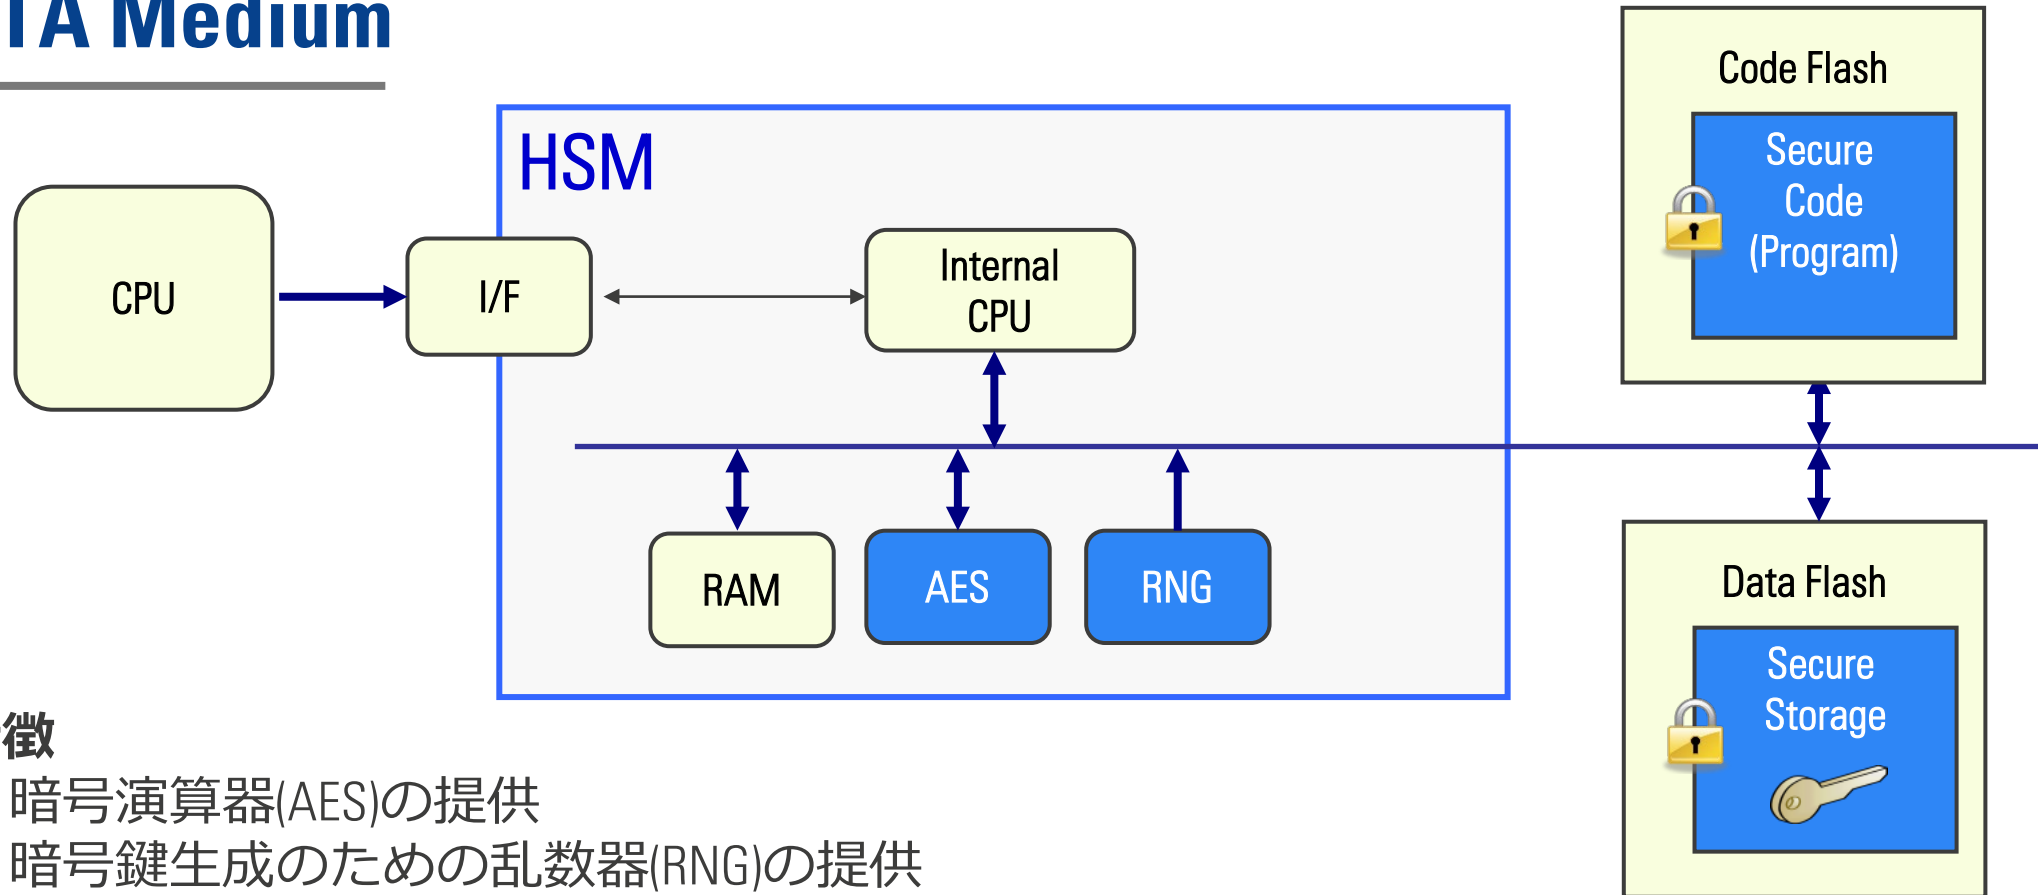 TA Medium
HSM
CPU
I/F
Internal
CPU
RAM
AES
RNG
Code Flash
Secure
Code
(Program)
Data Flash
Secure
Storage
徴
暗号演算器(AES)の提供
暗号鍵生成のための乱数器(RNG)の提供